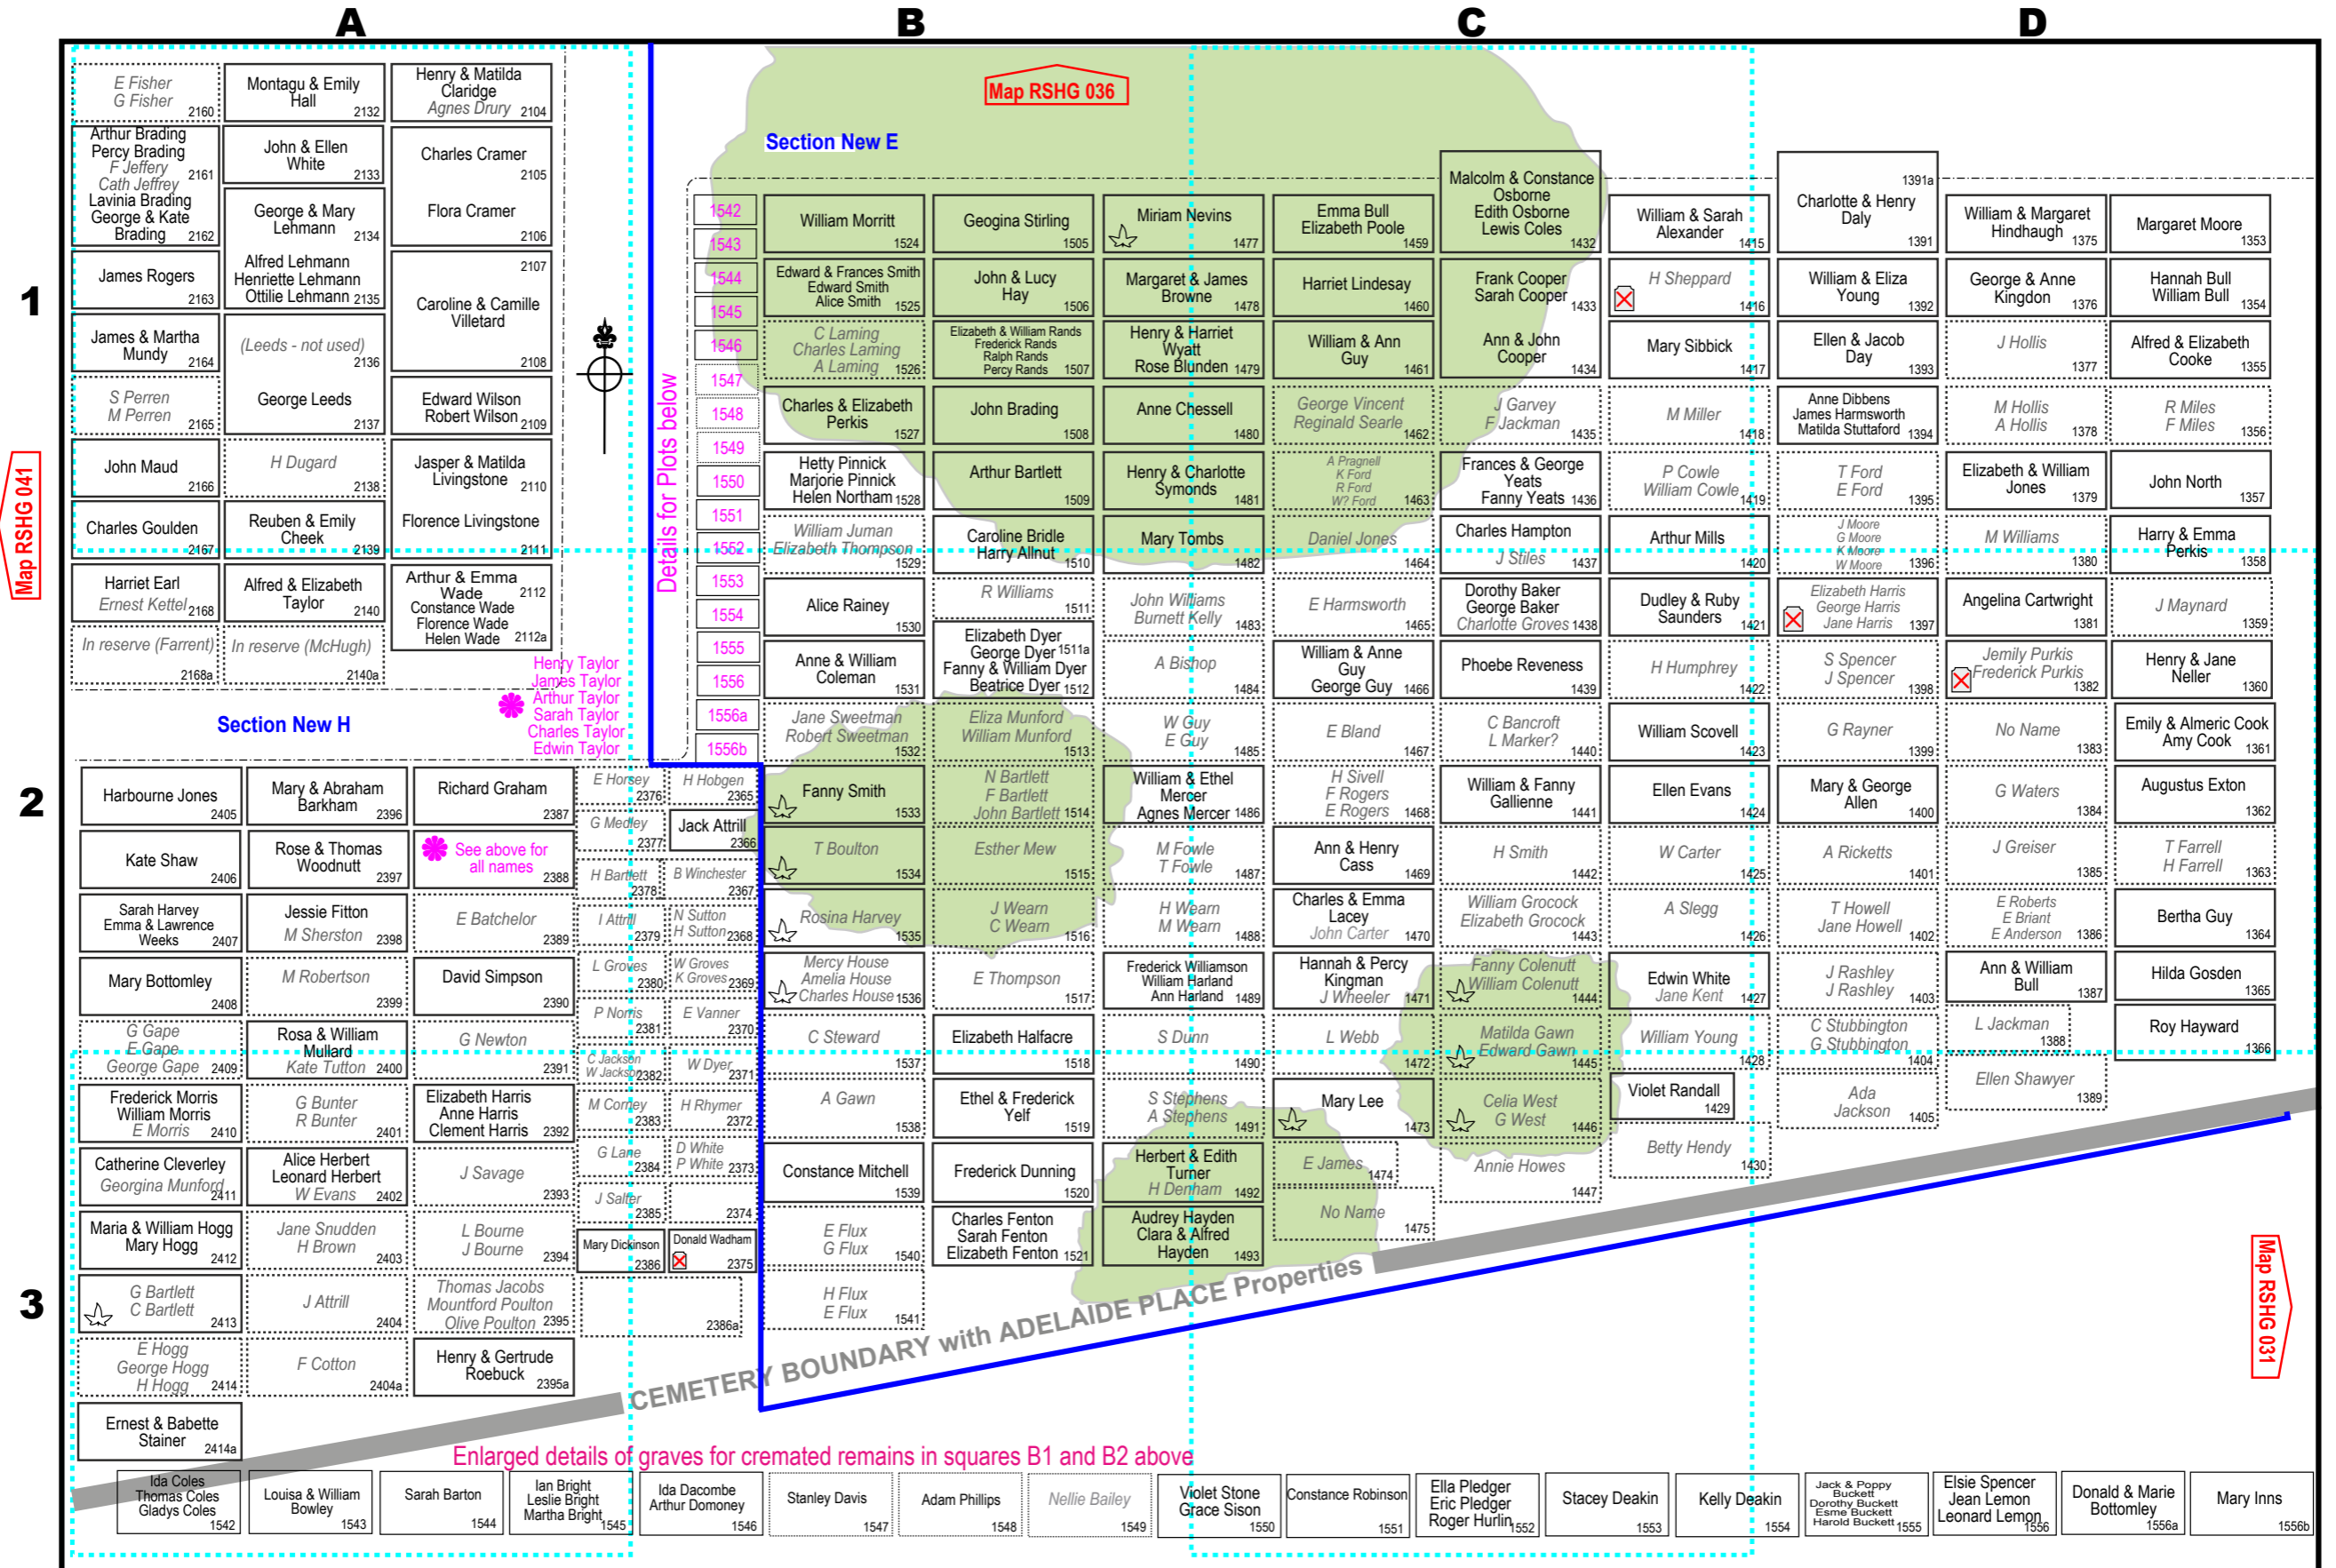 A
B
C
D
1
2
3
Map RSHG 036
Map RSHG 041
Map RSHG 031
Section New E
Section New H
Details for Plots below
E Fisher
G Fisher
2160
Montagu & Emily
Hall
2132
Henry & Matilda
Claridge
Agnes Drury 2104
Arthur Brading
Percy Brading
F Jeffery 2161
Cath Jeffrey
Lavinia Brading
George & Kate
Brading 2162
John & Ellen
White
2133
Charles Cramer
2105
Flora Cramer
2106
George & Mary
Lehmann
2134
Alfred Lehmann
Henriette Lehmann
Ottilie Lehmann 2135
James Rogers
2163
2107
Caroline & Camille
Villetard
2108
James & Martha
Mundy
2164
(Leeds - not used)
2136
George Leeds
2137
S Perren
M Perren
2165
Edward Wilson
Robert Wilson
2109
John Maud
2166
H Dugard
2138
Jasper & Matilda
Livingstone
2110
Charles Goulden
2167
Reuben & Emily
Cheek
2139
Florence Livingstone
2111
Harriet Earl
Ernest Kettel 2168
Alfred & Elizabeth
Taylor
2140
Arthur & Emma
Wade 2112
Constance Wade
Florence Wade
Helen Wade 2112a
In reserve (Farrent)
2168a
In reserve (McHugh)
2140a
Henry Taylor
James Taylor
Arthur Taylor
Sarah Taylor
Charles Taylor
Edwin Taylor
1542
1543
1544
1545
1546
1547
1548
1549
1550
1551
1552
1553
1554
1555
1556
1556a
1556b
William Morritt
1524
Geogina Stirling
1505
Miriam Nevins
1477
Emma Bull
Elizabeth Poole
1459
Malcolm & Constance
Osborne
Edith Osborne
Lewis Coles
1432
William & Sarah
Alexander
1415
1391a
Charlotte & Henry
Daly
1391
William & Margaret
Hindhaugh
1375
Margaret Moore
1353
Edward & Frances Smith
Edward Smith
Alice Smith 1525
John & Lucy
Hay
1506
Margaret & James
Browne
1478
Harriet Lindesay
1460
Frank Cooper
Sarah Cooper
1433
H Sheppard
1416
William & Eliza
Young
1392
George & Anne
Kingdon
1376
Hannah Bull
William Bull
1354
C Laming
Charles Laming
A Laming 1526
Elizabeth & William Rands
Frederick Rands
Ralph Rands
Percy Rands 1507
Henry & Harriet
Wyatt
Rose Blunden 1479
William & Ann
Guy
1461
Ann & John
Cooper
1434
Mary Sibbick
1417
Ellen & Jacob
Day
1393
J Hollis
1377
Alfred & Elizabeth
Cooke
1355
Charles & Elizabeth
Perkis
1527
John Brading
1508
Anne Chessell
1480
George Vincent
Reginald Searle
1462
J Garvey
F Jackman
1435
M Miller
1418
Anne Dibbens
James Harmsworth
Matilda Stuttaford 1394
M Hollis
A Hollis
1378
R Miles
F Miles
1356
Hetty Pinnick
Marjorie Pinnick
Helen Northam 1528
Arthur Bartlett
1509
Henry & Charlotte
Symonds
1481
A Pragnell
K Ford
R Ford
W? Ford 1463
Frances & George
Yeats
Fanny Yeats 1436
P Cowle
William Cowle
1419
T Ford
E Ford
1395
Elizabeth & William
Jones
1379
John North
1357
William Juman
Elizabeth Thompson
1529
Caroline Bridle
Harry Allnut
1510
Mary Tombs
1482
Daniel Jones
1464
Charles Hampton
J Stiles 1437
Arthur Mills
1420
J Moore
G Moore
K Moore
W Moore 1396
M Williams
1380
Harry & Emma
Perkis
1358
Alice Rainey
1530
R Williams
1511
John Williams
Burnett Kelly
1483
E Harmsworth
1465
Dorothy Baker
George Baker
Charlotte Groves 1438
Dudley & Ruby
Saunders
1421
Elizabeth Harris
George Harris
Jane Harris 1397
Angelina Cartwright
1381
J Maynard
1359
Anne & William
Coleman
1531
Elizabeth Dyer
George Dyer 1511a
Fanny & William Dyer
Beatrice Dyer 1512
A Bishop
1484
William & Anne
Guy
George Guy 1466
Phoebe Reveness
1439
H Humphrey
1422
S Spencer
J Spencer
1398
Jemily Purkis
Frederick Purkis
1382
Henry & Jane
Neller
1360
Jane Sweetman
Robert Sweetman
1532
Eliza Munford
William Munford
1513
W Guy
E Guy
1485
E Bland
1467
C Bancroft
L Marker?
1440
William Scovell
1423
G Rayner
1399
No Name
1383
Emily & Almeric Cook
Amy Cook
1361
Harbourne Jones
2405
Mary & Abraham
Barkham
2396
Richard Graham
2387
E Horsey
2376
H Hobgen
2365
Fanny Smith
1533
N Bartlett
F Bartlett
John Bartlett 1514
William & Ethel
Mercer
Agnes Mercer 1486
H Sivell
F Rogers
E Rogers 1468
William & Fanny
Gallienne
1441
Ellen Evans
1424
Mary & George
Allen
1400
G Waters
1384
Augustus Exton
1362
Kate Shaw
2406
Rose & Thomas
Woodnutt
2397
See above for
all names
2388
G Medley
2377
Jack Attrill
2366
T Boulton
1534
Esther Mew
1515
M Fowle
T Fowle
1487
Ann & Henry
Cass
1469
H Smith
1442
W Carter
1425
A Ricketts
1401
J Greiser
1385
T Farrell
H Farrell
1363
H Bartlett
2378
B Winchester
2367
Sarah Harvey
Emma & Lawrence
Weeks 2407
Jessie Fitton
M Sherston 2398
E Batchelor
2389
I Attril
2379
N Sutton
H Sutton 2368
Rosina Harvey
1535
J Wearn
C Wearn
1516
H Wearn
M Wearn
1488
Charles & Emma
Lacey
John Carter 1470
William Grocock
Elizabeth Grocock
1443
A Slegg
1426
T Howell
Jane Howell
1402
E Roberts
E Briant
E Anderson 1386
Bertha Guy
1364
Mary Bottomley
2408
M Robertson
2399
David Simpson
2390
L Groves
2380
W Groves
K Groves 2369
Mercy House
Amelia House
Charles House 1536
E Thompson
1517
Frederick Williamson
William Harland
Ann Harland 1489
Hannah & Percy
Kingman
J Wheeler 1471
Fanny Colenutt
William Colenutt
1444
Edwin White
Jane Kent 1427
J Rashley
J Rashley
1403
Ann & William
Bull
1387
Hilda Gosden
1365
G Gape
E Gape
George Gape 2409
Rosa & William
Mullard
Kate Tutton 2400
G Newton
2391
P Norris
2381
E Vanner
2370
C Steward
1537
Elizabeth Halfacre
1518
S Dunn
1490
L Webb
1472
Matilda Gawn
Edward Gawn
1445
William Young
1428
C Stubbington
G Stubbington
1404
L Jackman
1388
Roy Hayward
1366
C Jackson
W Jackson 2382
W Dyer
2371
Frederick Morris
William Morris
E Morris 2410
G Bunter
R Bunter
2401
Elizabeth Harris
Anne Harris
Clement Harris 2392
M Corney
2383
H Rhymer
2372
A Gawn
1538
Ethel & Frederick
Yelf
1519
S Stephens
A Stephens
1491
Mary Lee
1473
Celia West
G West
1446
Violet Randall
1429
Ada
Jackson
1405
Ellen Shawyer
1389
Catherine Cleverley
Georgina Munford
2411
Alice Herbert
Leonard Herbert
W Evans 2402
J Savage
2393
G Lane
2384
D White
P White 2373
Constance Mitchell
1539
Frederick Dunning
1520
Herbert & Edith
Turner
H Denham 1492
E James
1474
Annie Howes
1447
Betty Hendy
1430
J Salter
2385
2374
Maria & William Hogg
Mary Hogg
2412
Jane Snudden
H Brown
2403
L Bourne
J Bourne
2394
Mary Dickinson
2386
Donald Wadham
2375
E Flux
G Flux
1540
Charles Fenton
Sarah Fenton
Elizabeth Fenton 1521
Audrey Hayden
Clara & Alfred
Hayden 1493
No Name
1475
G Bartlett
C Bartlett
2413
J Attrill
2404
Thomas Jacobs
Mountford Poulton
Olive Poulton 2395
2386a
H Flux
E Flux
1541
E Hogg
George Hogg
H Hogg 2414
F Cotton
2404a
Henry & Gertrude
Roebuck
2395a
Ernest & Babette
Stainer
2414a
CEMETERY BOUNDARY with ADELAIDE PLACE Properties
Enlarged details of graves for cremated remains in squares B1 and B2 above
Ida Coles
Thomas Coles
Gladys Coles
1542
Louisa & William
Bowley
1543
Sarah Barton
1544
Ian Bright
Leslie Bright
Martha Bright 1545
Ida Dacombe
Arthur Domoney
1546
Stanley Davis
1547
Adam Phillips
1548
Nellie Bailey
1549
Violet Stone
Grace Sison
1550
Constance Robinson
1551
Ella Pledger
Eric Pledger
Roger Hurlin 1552
Stacey Deakin
1553
Kelly Deakin
1554
Jack & Poppy
Buckett
Dorothy Buckett
Esme Buckett
Harold Buckett 1555
Elsie Spencer
Jean Lemon
Leonard Lemon 1556
Donald & Marie
Bottomley
1556a
Mary Inns
1556b